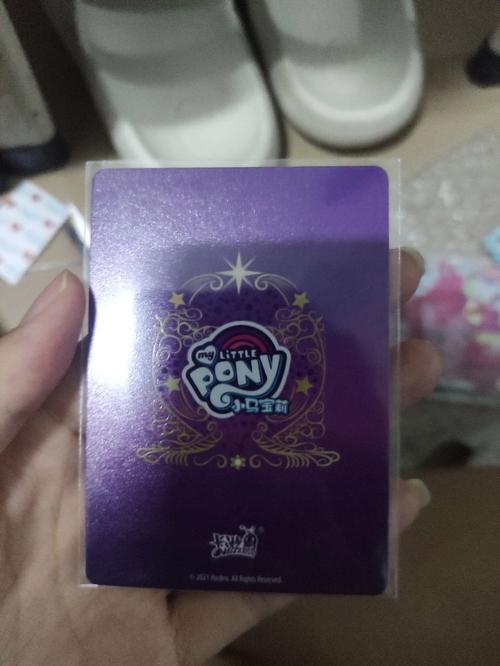 my LiTTLE
PONY
小马宝莉
© 2021 Hasbro. All Rights Reserved.